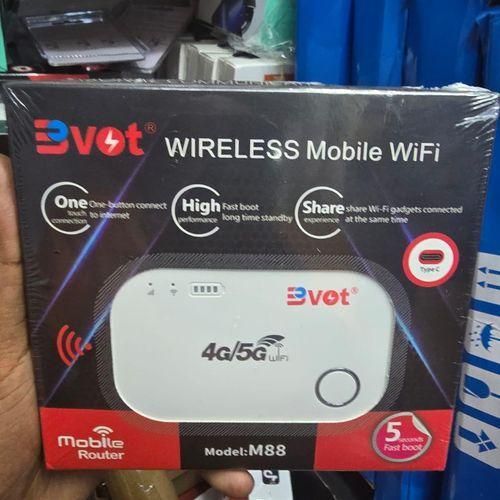 Bvot®
WIRELESS Mobile WiFi
One One-button connect
touch to internet
connection
High Fast boot
performance long time standby
Share share Wi-Fi gadgets connected
experience at the same time
Type C
Bvot®
4G/5G
WiFi
Mobile
Router
Model:M88
5 seconds
Fast boot